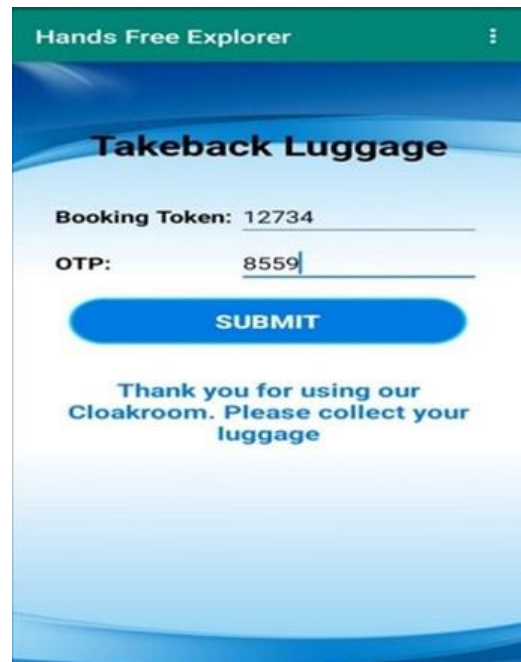 Hands Free Explorer
Takeback Luggage
Booking Token: 12734
OTP: 8559
SUBMIT
Thank you for using our
Cloakroom. Please collect your
luggage